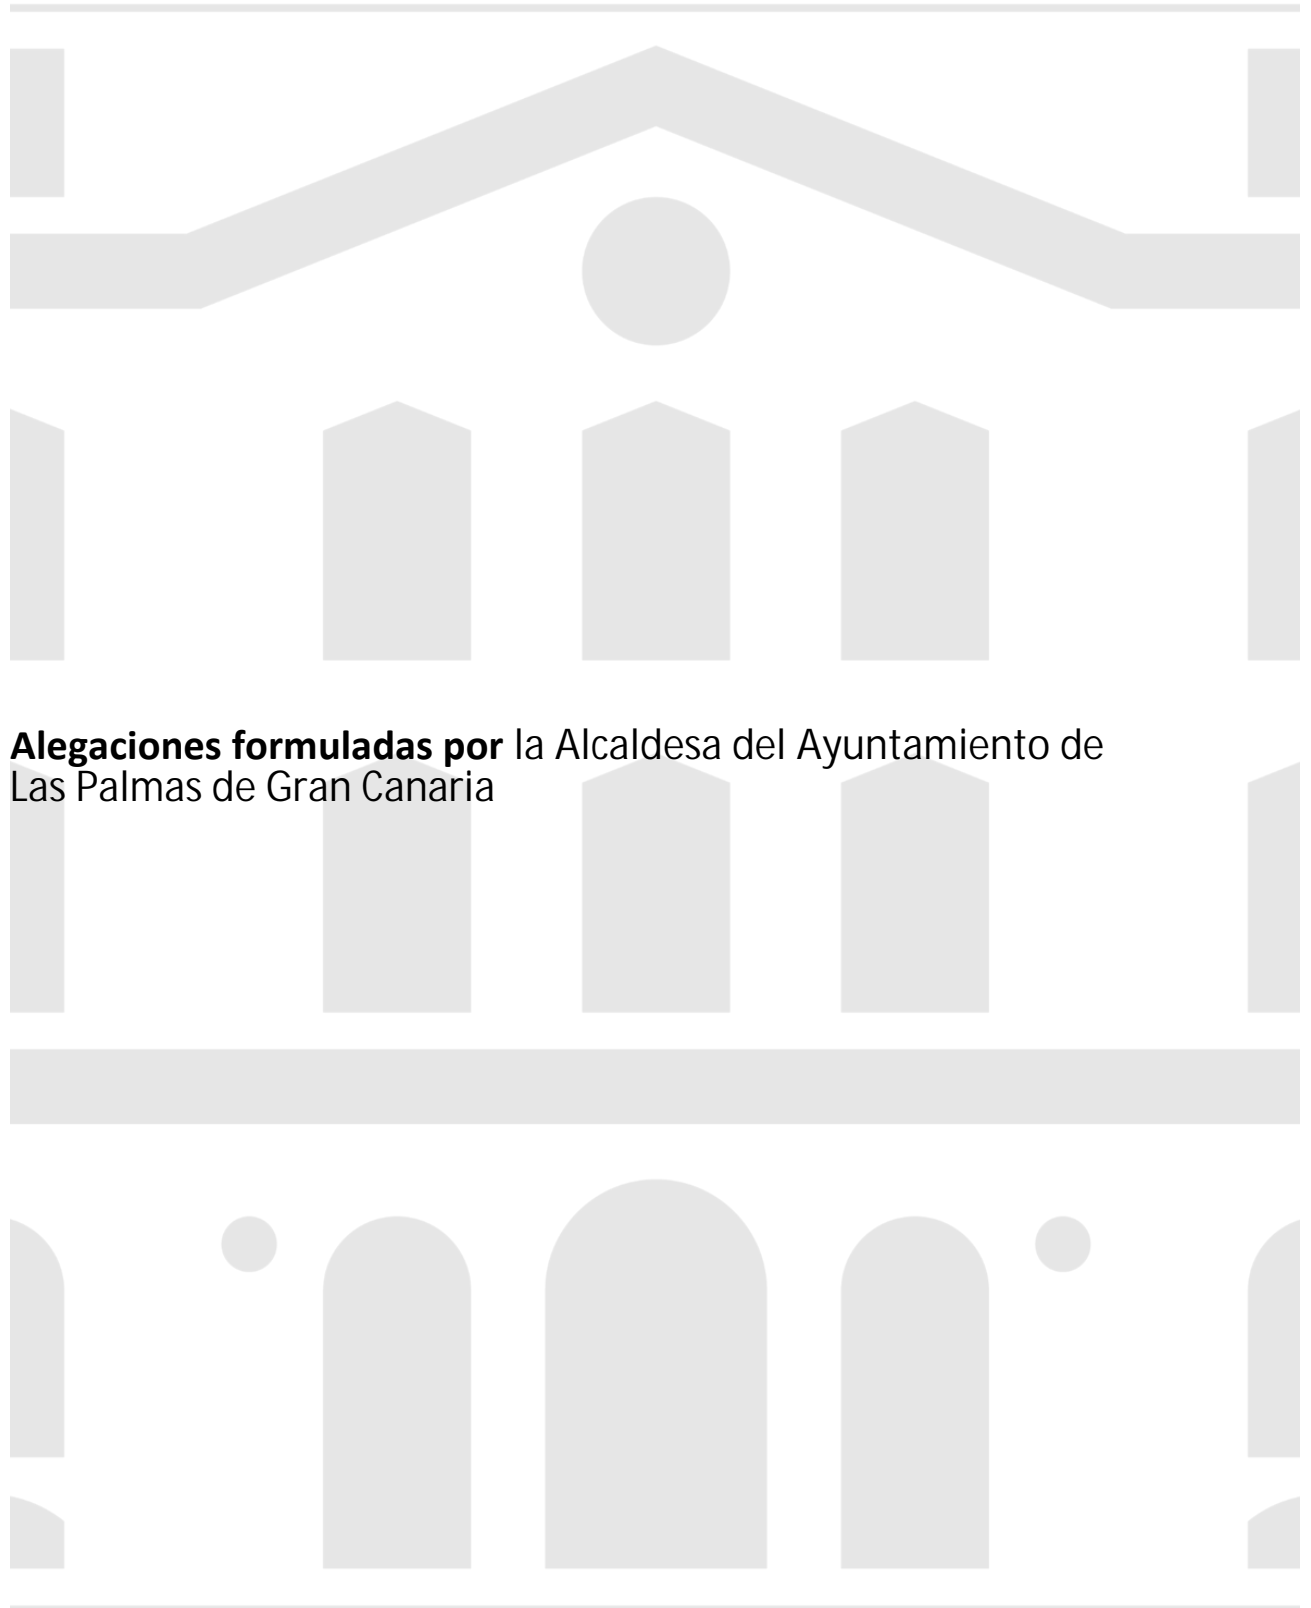 Alegaciones formuladas por la Alcaldesa del Ayuntamiento de
Las Palmas de Gran Canaria